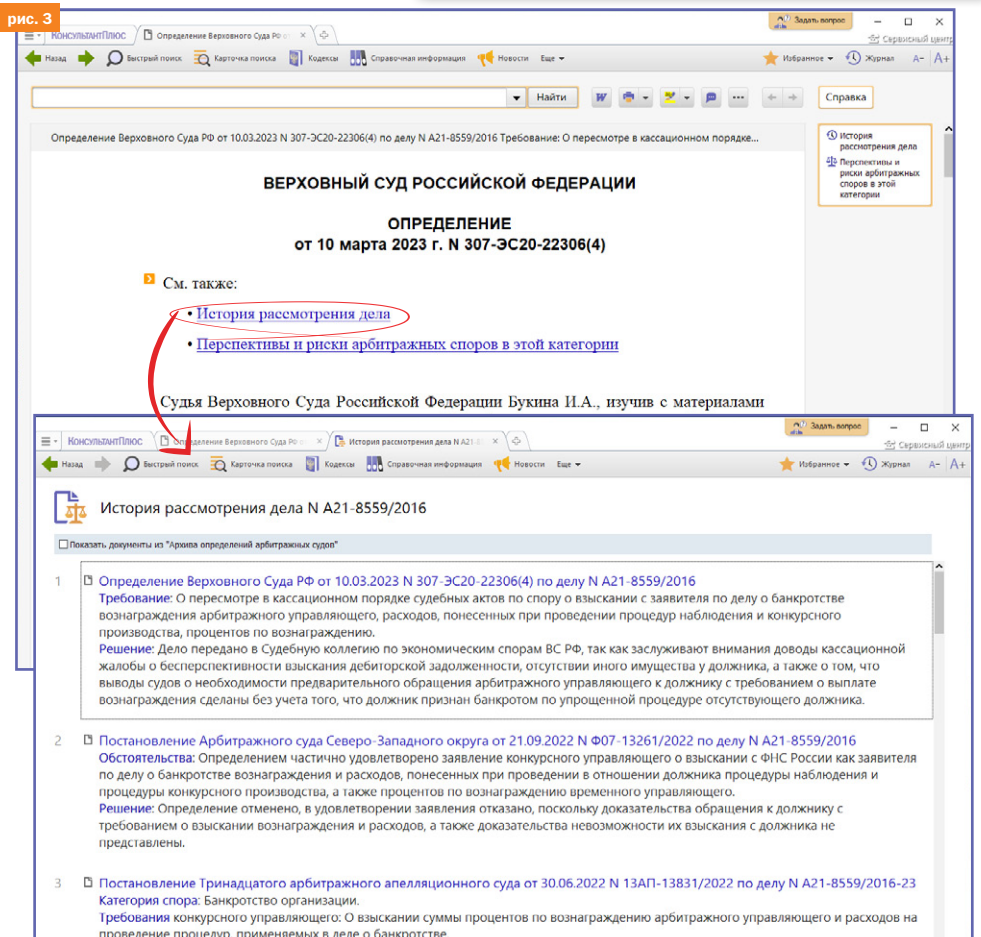 рис. 3
Задать вопрос
КонсультантПлюс
Определение Верховного Суда РФ от
Сервисный центр
Назад
Быстрый поиск
Карточка поиска
Кодексы
Справочная информация
Новости
Еще
Избранное
Журнал
A- A+
Найти
W
Справка
Определение Верховного Суда РФ от 10.03.2023 N 307-ЭС20-22306(4) по делу N А21-8559/2016 Требование: О пересмотре в кассационном порядке...
История
рассмотрения дела
Перспективы и
риски арбитражных
споров в этой
категории
ВЕРХОВНЫЙ СУД РОССИЙСКОЙ ФЕДЕРАЦИИ
ОПРЕДЕЛЕНИЕ
от 10 марта 2023 г. N 307-ЭС20-22306(4)
См. также:
• История рассмотрения дела
• Перспективы и риски арбитражных споров в этой категории
Судья Верховного Суда Российской Федерации Букина И.А., изучив с материалами
Задать вопрос
КонсультантПлюс
Определение Верховного Суда РФ от
История рассмотрения дела N А21-8
Сервисный центр
Назад
Быстрый поиск
Карточка поиска
Кодексы
Справочная информация
Новости
Еще
Избранное
Журнал
A- A+
История рассмотрения дела N А21-8559/2016
Показать документы из "Архива определений арбитражных судов"
1 Определение Верховного Суда РФ от 10.03.2023 N 307-ЭС20-22306(4) по делу N А21-8559/2016
Требование: О пересмотре в кассационном порядке судебных актов по спору о взыскании с заявителя по делу о банкротстве
вознаграждения арбитражного управляющего, расходов, понесенных при проведении процедур наблюдения и конкурсного
производства, процентов по вознаграждению.
Решение: Дело передано в Судебную коллегию по экономическим спорам ВС РФ, так как заслуживают внимания доводы кассационной
жалобы о бесперспективности взыскания дебиторской задолженности, отсутствии иного имущества у должника, а также о том, что
выводы судов о необходимости предварительного обращения арбитражного управляющего к должнику с требованием о выплате
вознаграждения сделаны без учета того, что должник признан банкротом по упрощенной процедуре отсутствующего должника.
2 Постановление Арбитражного суда Северо-Западного округа от 21.09.2022 N Ф07-13261/2022 по делу N А21-8559/2016
Обстоятельства: Определением частично удовлетворено заявление конкурсного управляющего о взыскании с ФНС России как заявителя
по делу о банкротстве вознаграждения и расходов, понесенных при проведении в отношении должника процедуры наблюдения и
процедуры конкурсного производства, а также процентов по вознаграждению временного управляющего.
Решение: Определение отменено, в удовлетворении заявления отказано, поскольку доказательства обращения к должнику с
требованием о взыскании вознаграждения и расходов, а также доказательства невозможности их взыскания с должника не
представлены.
3 Постановление Тринадцатого арбитражного апелляционного суда от 30.06.2022 N 13АП-13831/2022 по делу N А21-8559/2016-23
Категория спора: Банкротство организации.
Требования конкурсного управляющего: О взыскании суммы процентов по вознаграждению арбитражного управляющего и расходов на
проведение процедур, применяемых в деле о банкротстве